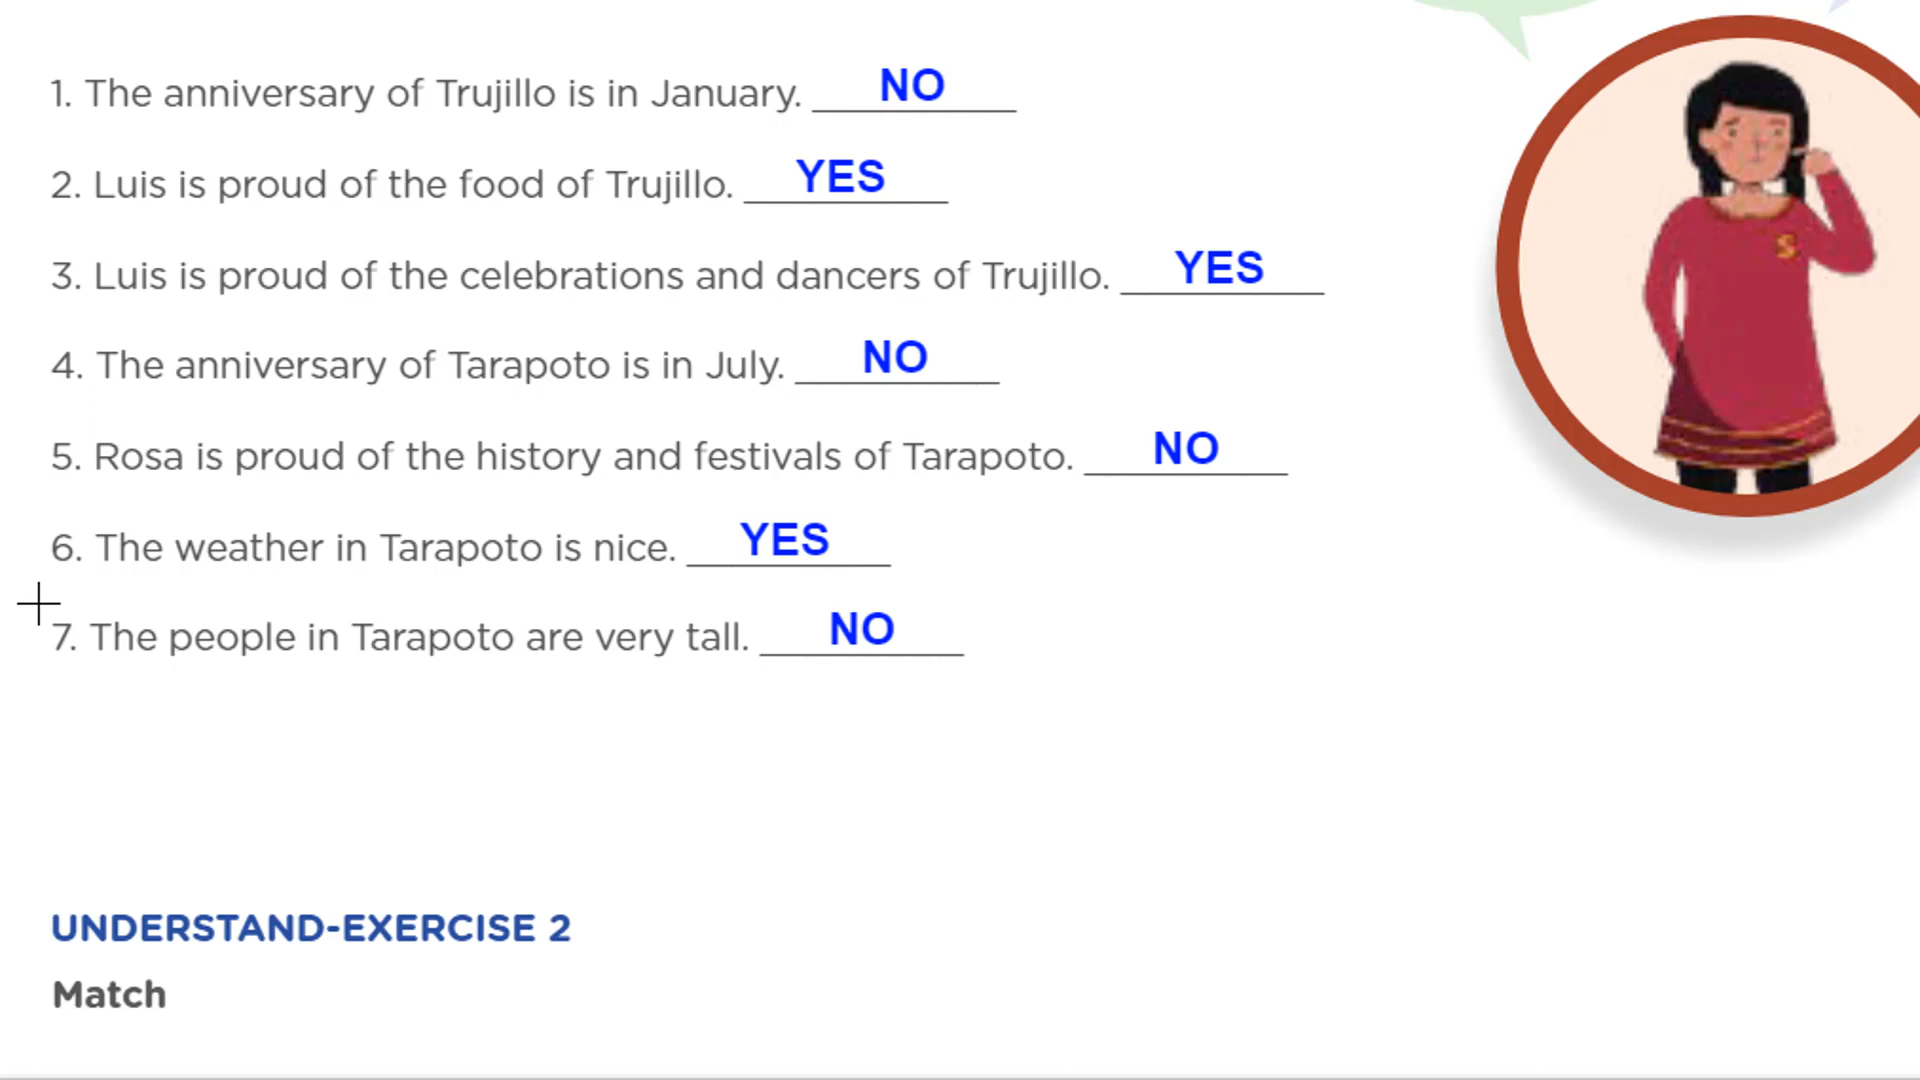 1. The anniversary of Trujillo is in January. NO
2. Luis is proud of the food of Trujillo. YES
3. Luis is proud of the celebrations and dancers of Trujillo. YES
4. The anniversary of Tarapoto is in July. NO
5. Rosa is proud of the history and festivals of Tarapoto. NO
6. The weather in Tarapoto is nice. YES
7. The people in Tarapoto are very tall. NO
S
UNDERSTAND-EXERCISE 2
Match